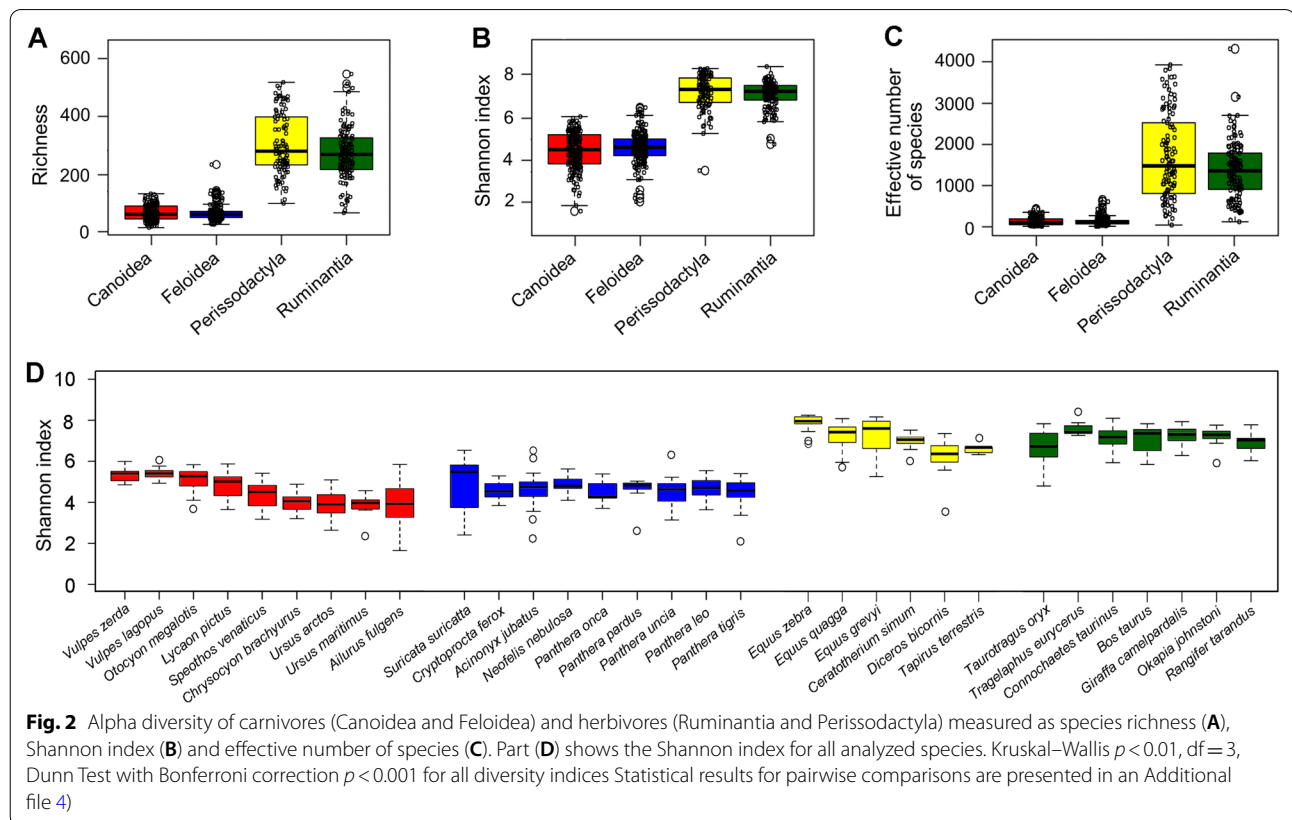 A
B
C
Richness
600
400
200
0
Canoidea
Feloidea
Perissodactyla
Ruminantia
Shannon index
8
6
4
2
Canoidea
Feloidea
Perissodactyla
Ruminantia
Effective number
of species
4000
3000
2000
1000
0
Canoidea
Feloidea
Perissodactyla
Ruminantia
D
Shannon index
10
8
6
4
2
0
Vulpes zerda
Vulpes lagopus
Otocyon megalotis
Lycaon pictus
Speothos venaticus
Chrysocyon brachyurus
Ursus arctos
Ursus maritimus
Ailurus fulgens
Suricata suricatta
Cryptoprocta ferox
Acinonyx jubatus
Neofelis nebulosa
Panthera onca
Panthera pardus
Panthera uncia
Panthera leo
Panthera tigris
Equus zebra
Equus quagga
Equus grevyi
Ceratotherium simum
Diceros bicornis
Tapirus terrestris
Taurotragus oryx
Tragelaphus eurycerus
Connochaetes taurinus
Bos taurus
Giraffa camelpardalis
Okapia johnstoni
Rangifer tarandus
Fig. 2 Alpha diversity of carnivores (Canoidea and Feloidea) and herbivores (Ruminantia and Perissodactyla) measured as species richness (A),
Shannon index (B) and effective number of species (C). Part (D) shows the Shannon index for all analyzed species. Kruskal–Wallis p < 0.01, df = 3,
Dunn Test with Bonferroni correction p < 0.001 for all diversity indices Statistical results for pairwise comparisons are presented in an Additional
file 4)